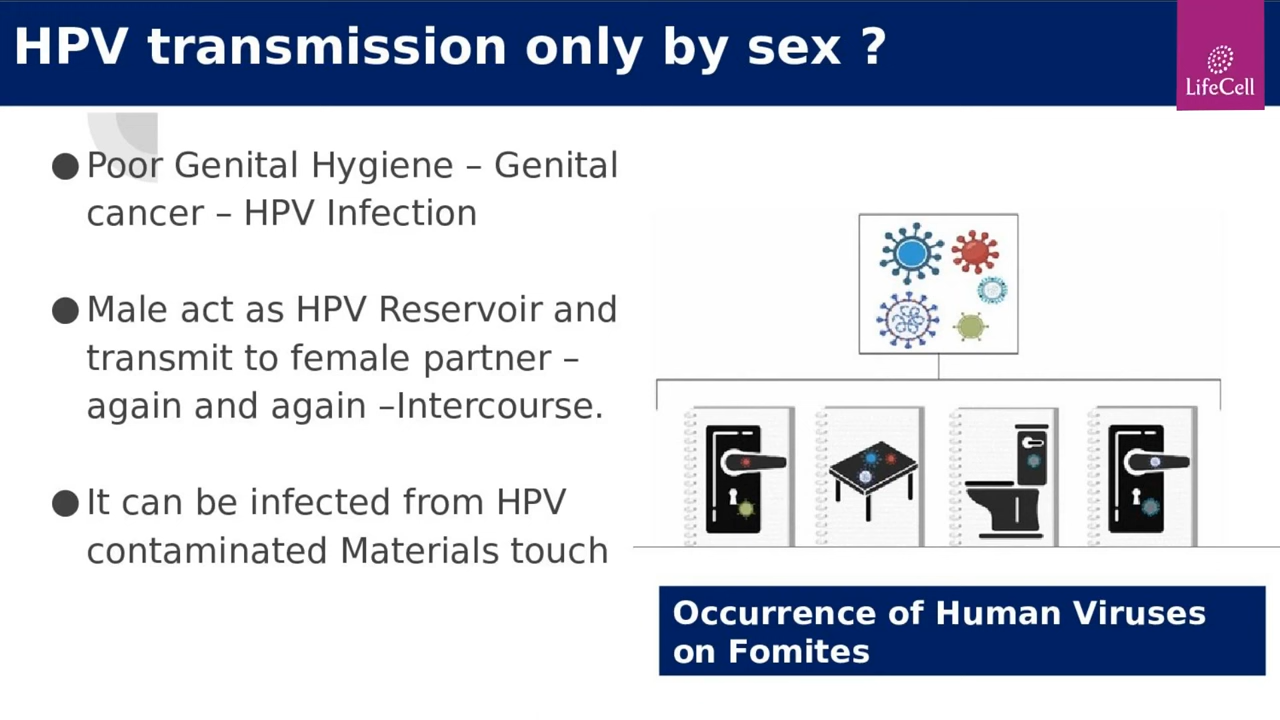 HPV transmission only by sex ?
LifeCell
● Poor Genital Hygiene – Genital
cancer – HPV Infection
● Male act as HPV Reservoir and
transmit to female partner –
again and again –Intercourse.
● It can be infected from HPV
contaminated Materials touch
Occurrence of Human Viruses
on Fomites